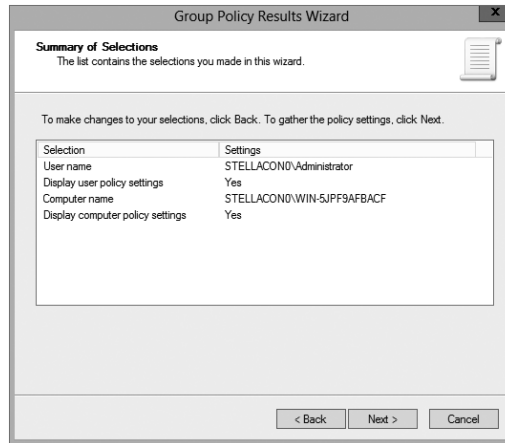 Group Policy Results Wizard
X
Summary of Selections
The list contains the selections you made in this wizard.
To make changes to your selections, click Back. To gather the policy settings, click Next.
Selection Settings
User name STELLACON0\Administrator
Display user policy settings Yes
Computer name STELLACON0\WIN-5JPF9AFBACF
Display computer policy settings Yes
< Back Next > Cancel